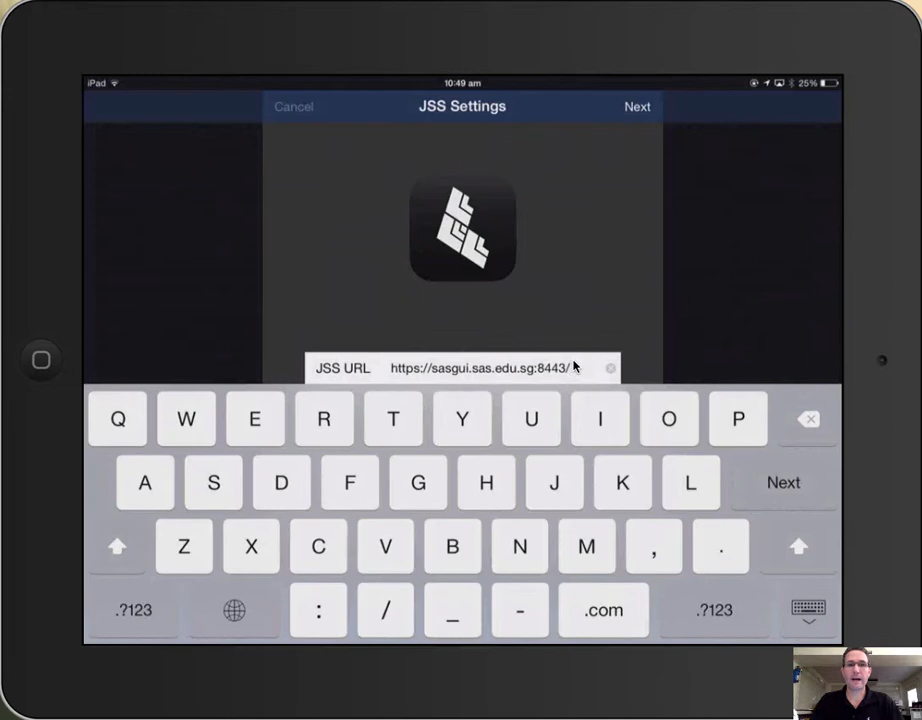 iPad 10:49 am 25%
Cancel JSS Settings Next
JSS URL https://sasgui.sas.edu.sg:8443/
Q W E R T Y U I O P
A S D F G H J K L Next
Z X C V B N M , .
.?123 : / _ - .com .?123